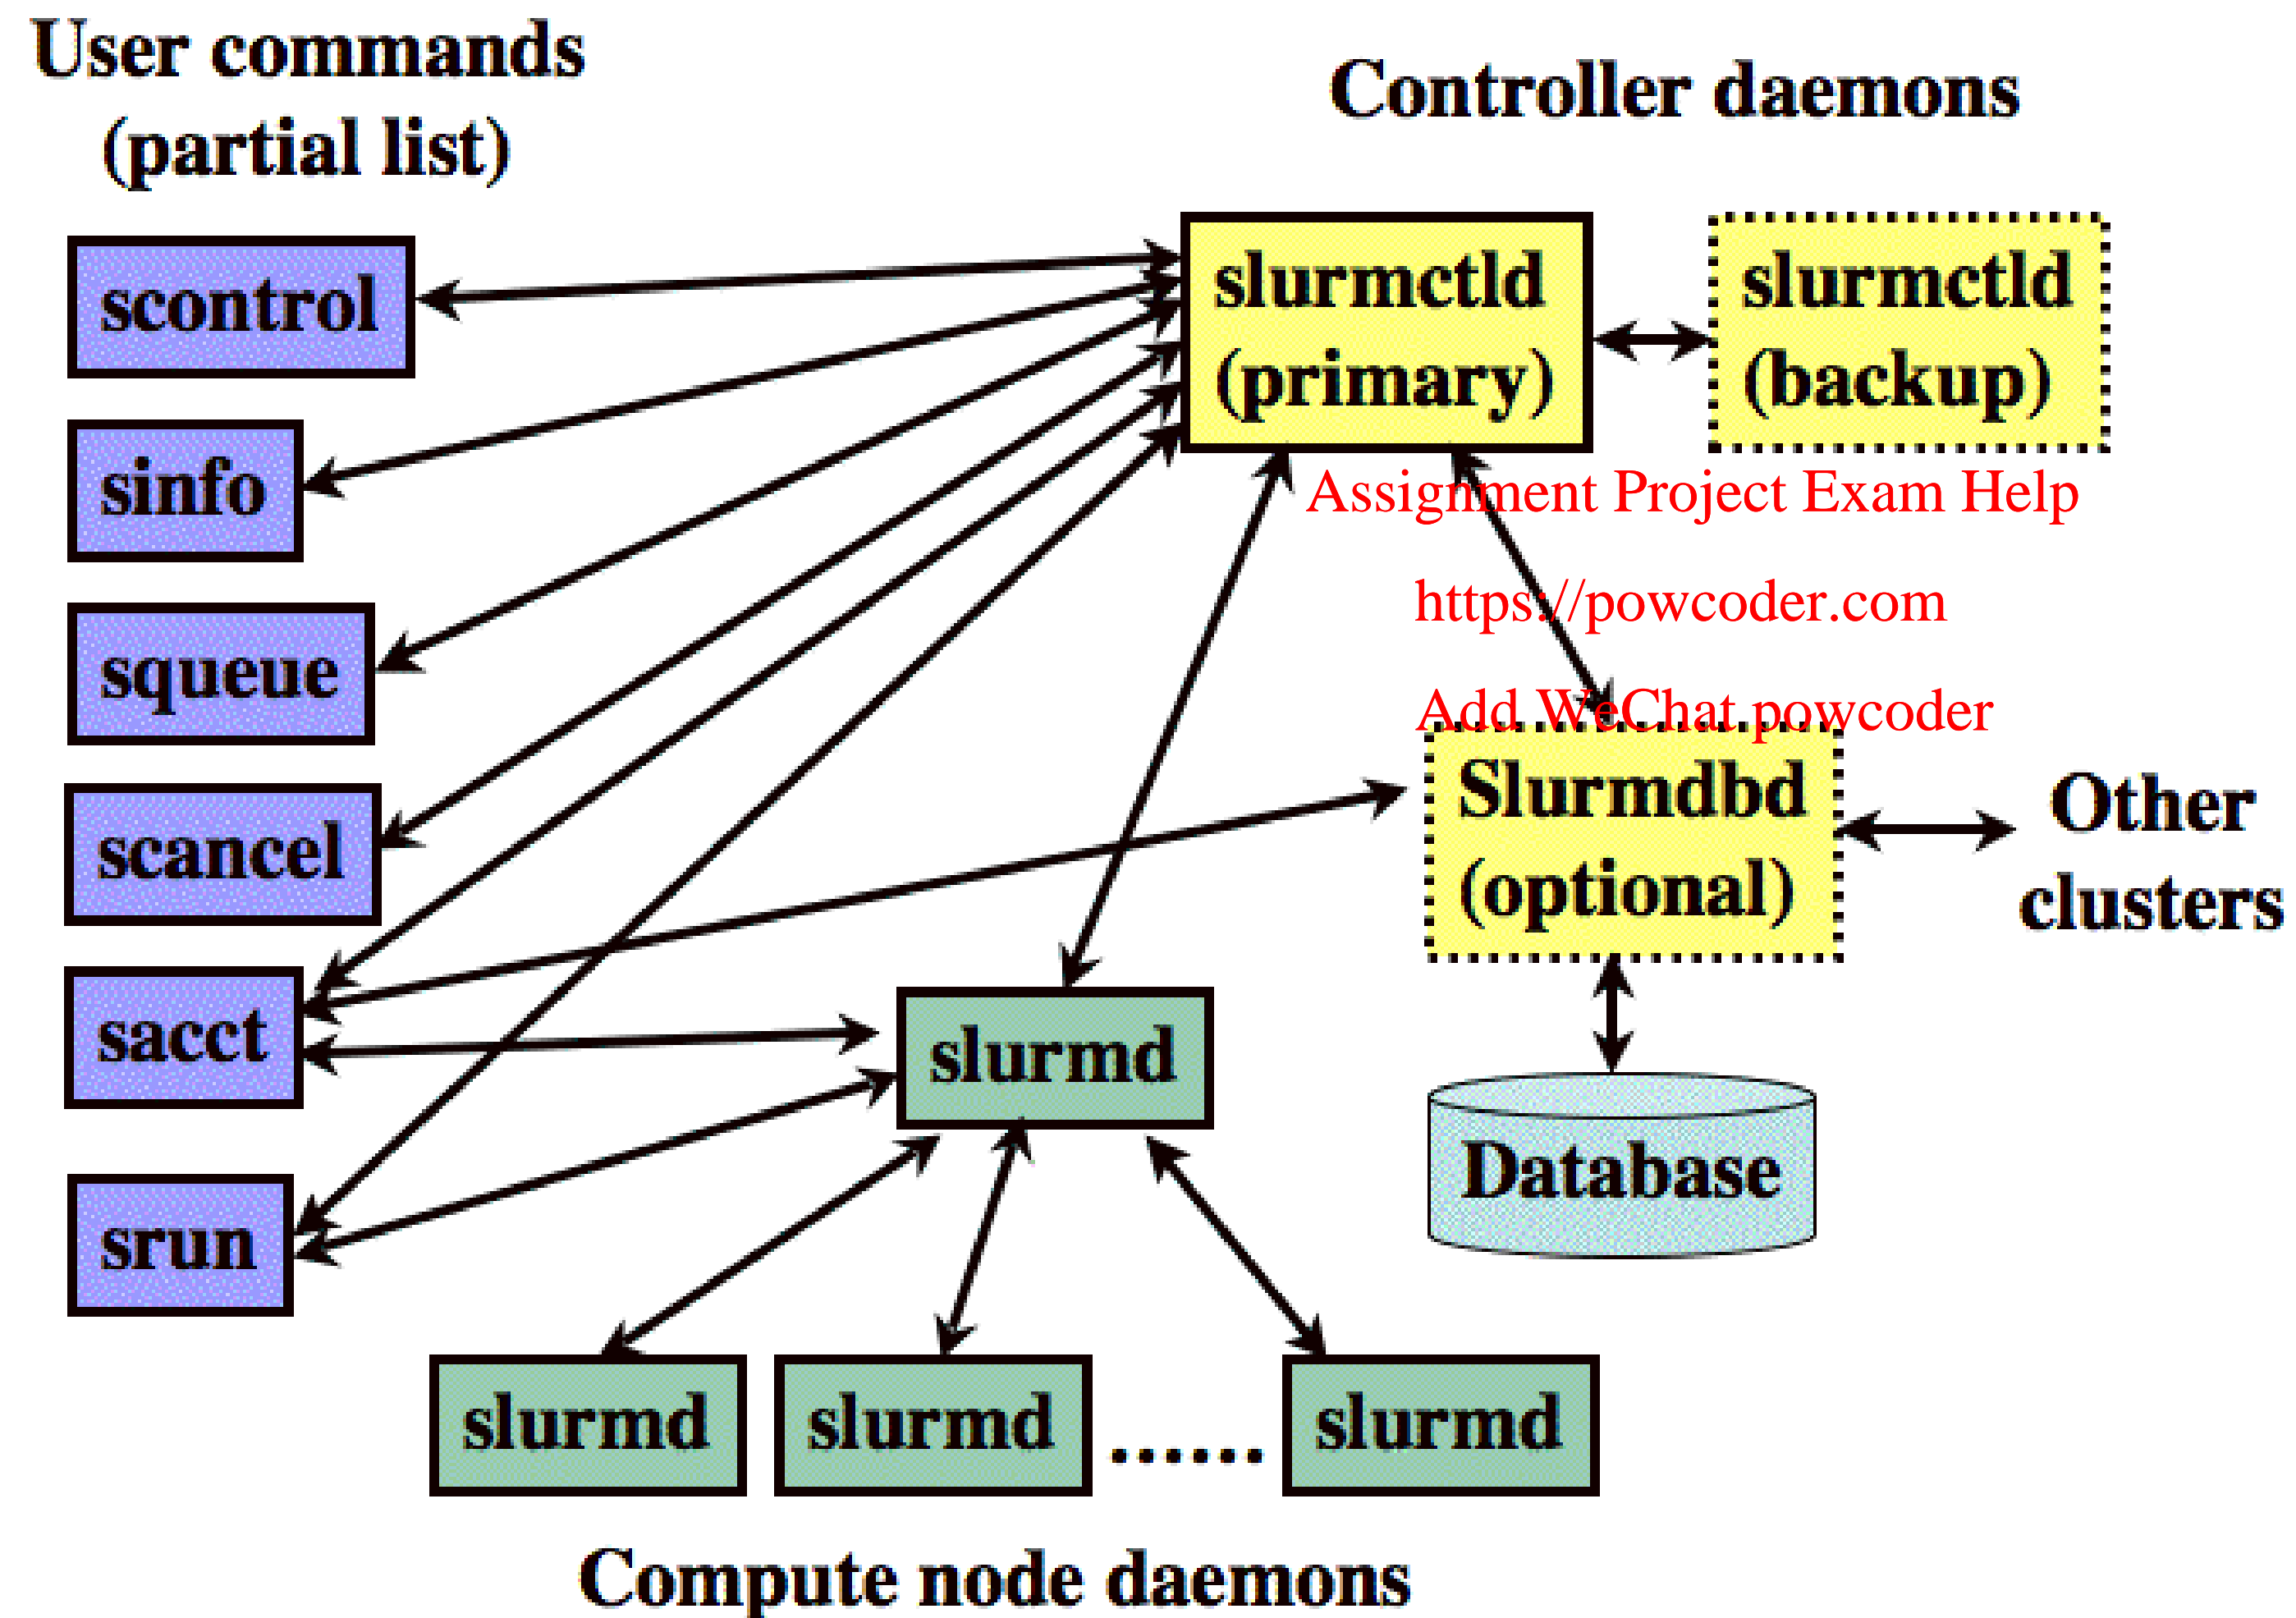 User commands
(partial list)
Controller daemons
scontrol
sinfo
squeue
scancel
sacct
srun
slurmctld
(primary)
slurmctld
(backup)
Assignment Project Exam Help
https://powcoder.com
Add WeChat powcoder
Slurmdbd
(optional)
Other
clusters
slurmd
Database
slurmd
slurmd
......
slurmd
Compute node daemons